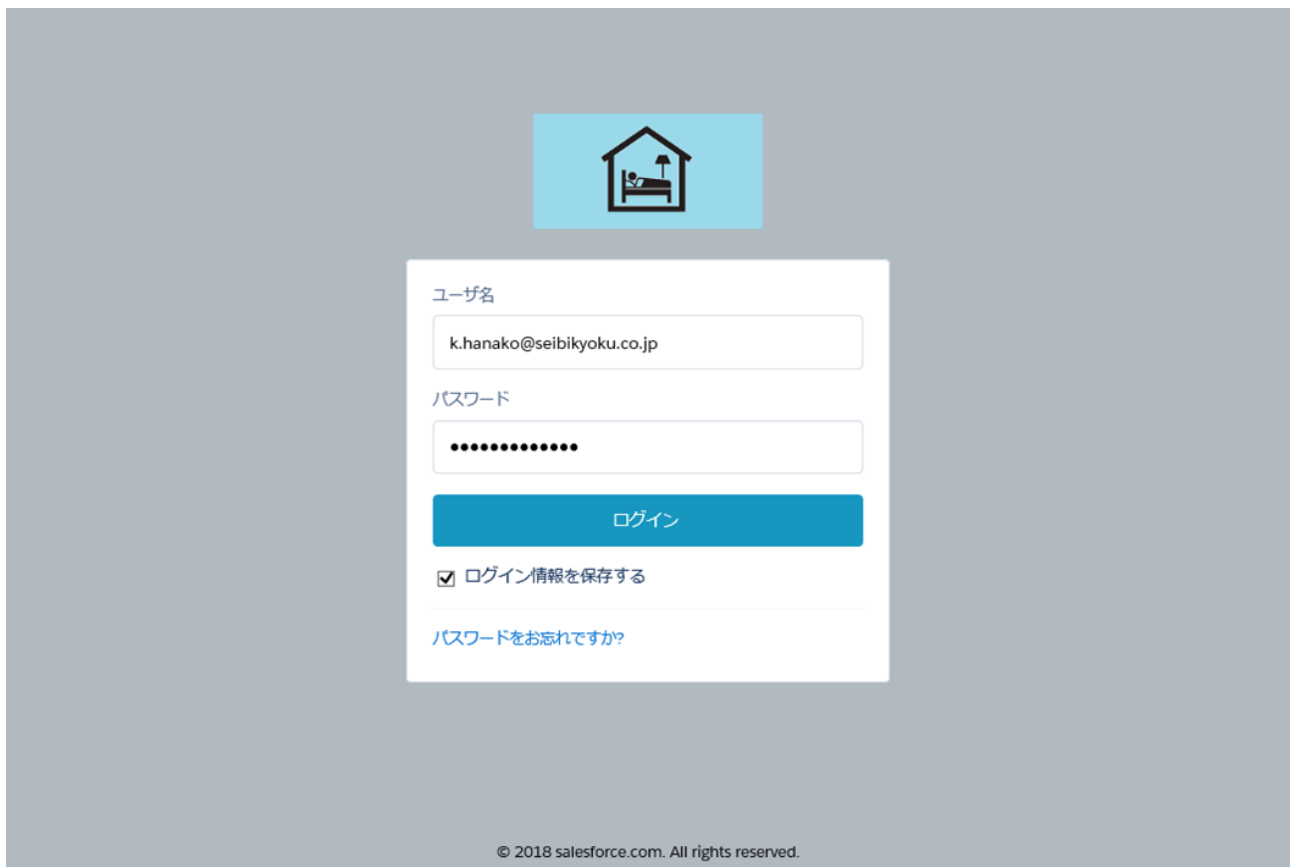 ユーザ名
k.hanako@seibikyoku.co.jp
パスワード
•••••••••••••
ログイン
ログイン情報を保存する
パスワードをお忘れですか?
© 2018 salesforce.com. All rights reserved.